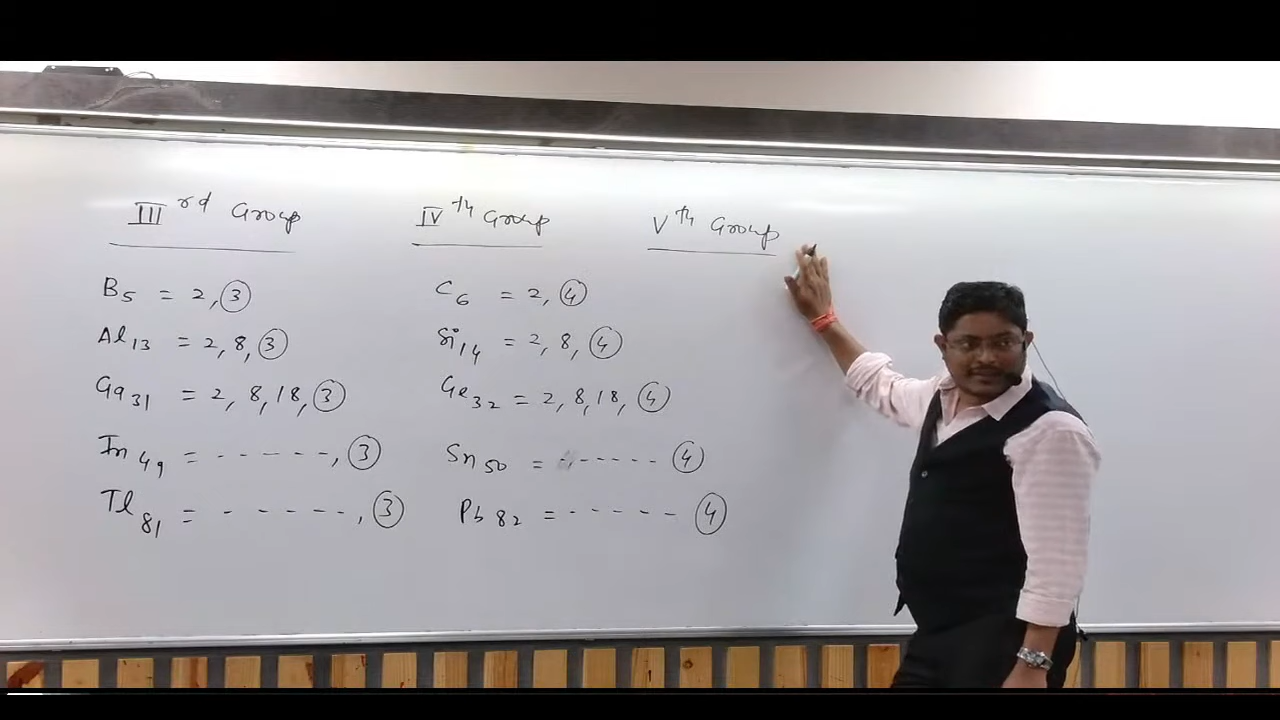 III rd Group
B5 = 2, 3
Al13 = 2, 8, 3
Ga31 = 2, 8, 18, 3
In49 = - - - - - -, 3
Tl81 = - - - - - , 3
IV th Group
C6 = 2, 4
Si14 = 2, 8, 4
Ge32 = 2, 8, 18, 4
Sn50 = - - - - - - 4
Pb82 = - - - - - - 4
V th Group